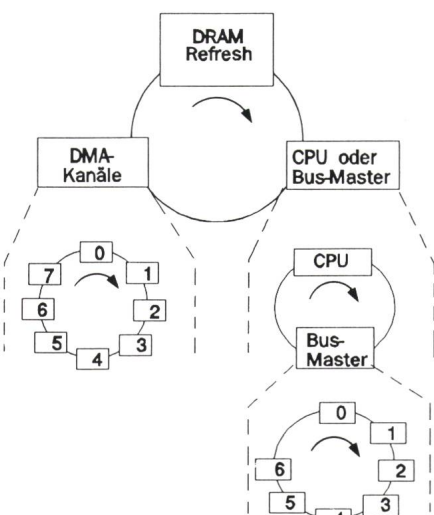 DRAM
Refresh
DMA-
Kanäle
CPU oder
Bus-Master
0
7
1
6
2
5
3
4
CPU
Bus-
Master
0
1
6
2
5
3
4